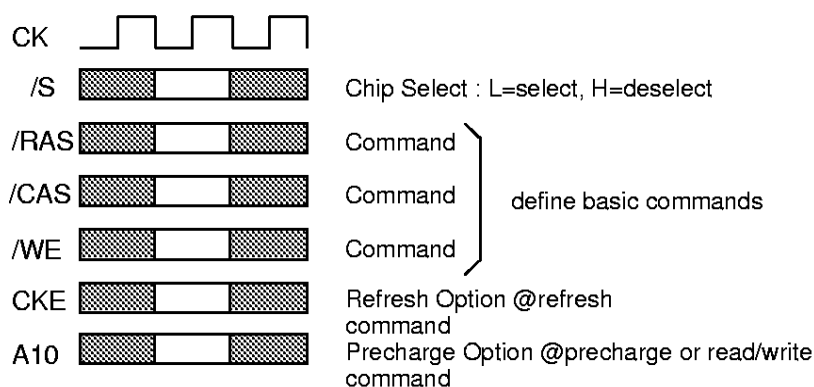 CK
/S Chip Select : L=select, H=deselect
/RAS Command
/CAS Command define basic commands
/WE Command
CKE Refresh Option @refresh
command
A10 Precharge Option @precharge or read/write
command